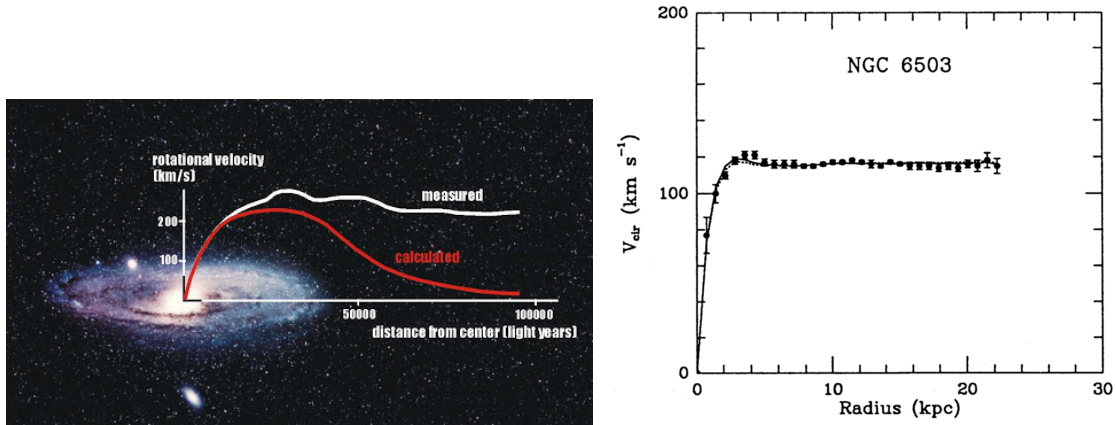 rotational velocity
(km/s)
200
100
measured
calculated
50000
100000
distance from center (light years)
200
100
0
NGC 6503
V_cir (km s⁻¹)
0
10
20
30
Radius (kpc)